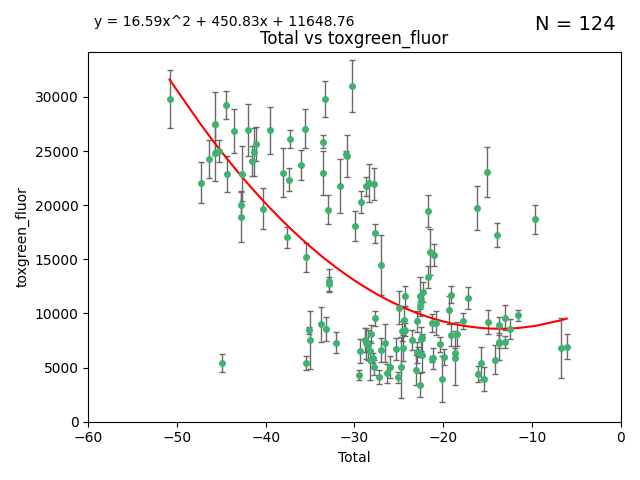 y = 16.59x^2 + 450.83x + 11648.76
N = 124
Total vs toxgreen_fluor
toxgreen_fluor
30000
25000
20000
15000
10000
5000
0
−60 −50 −40 −30 −20 −10 0
Total